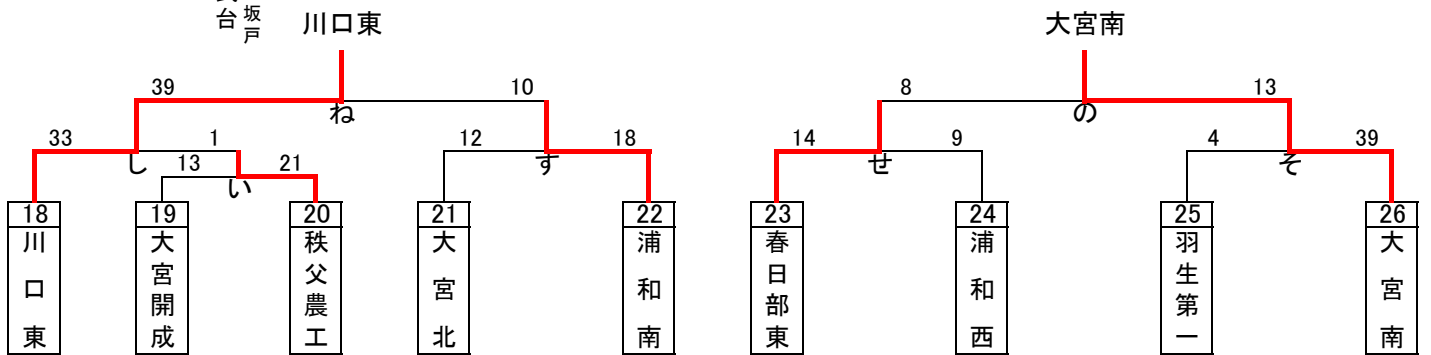 台 坂戸
川口東 大宮南
39 10 8 13
ね の
33 1 12 18 14 9 4 39
し す せ そ
13 21
い
18 19 20 21 22 23 24 25 26
川口東
大宮開成
秩父農工
大宮北
浦和南
春日部東
浦和西
羽生第一
大宮南